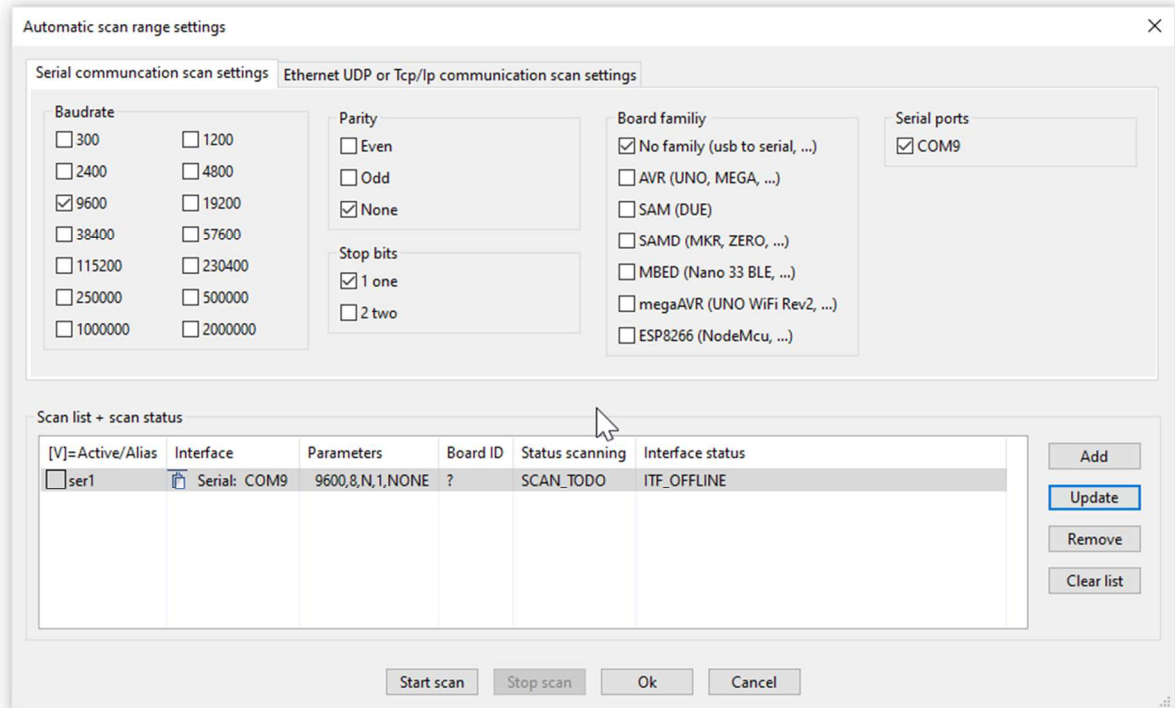 Automatic scan range settings
Serial communcation scan settings
Ethernet UDP or Tcp/Ip communication scan settings
Baudrate
300
1200
2400
4800
9600
19200
38400
57600
115200
230400
250000
500000
1000000
2000000
Parity
Even
Odd
None
Stop bits
1 one
2 two
Board familiy
No family (usb to serial, ...)
AVR (UNO, MEGA, ...)
SAM (DUE)
SAMD (MKR, ZERO, ...)
MBED (Nano 33 BLE, ...)
megaAVR (UNO WiFi Rev2, ...)
ESP8266 (NodeMcu, ...)
Serial ports
COM9
Scan list + scan status
[V]=Active/Alias Interface Parameters Board ID Status scanning Interface status
ser1 Serial: COM9 9600,8,N,1,NONE ? SCAN_TODO ITF_OFFLINE
Add
Update
Remove
Clear list
Start scan Stop scan Ok Cancel